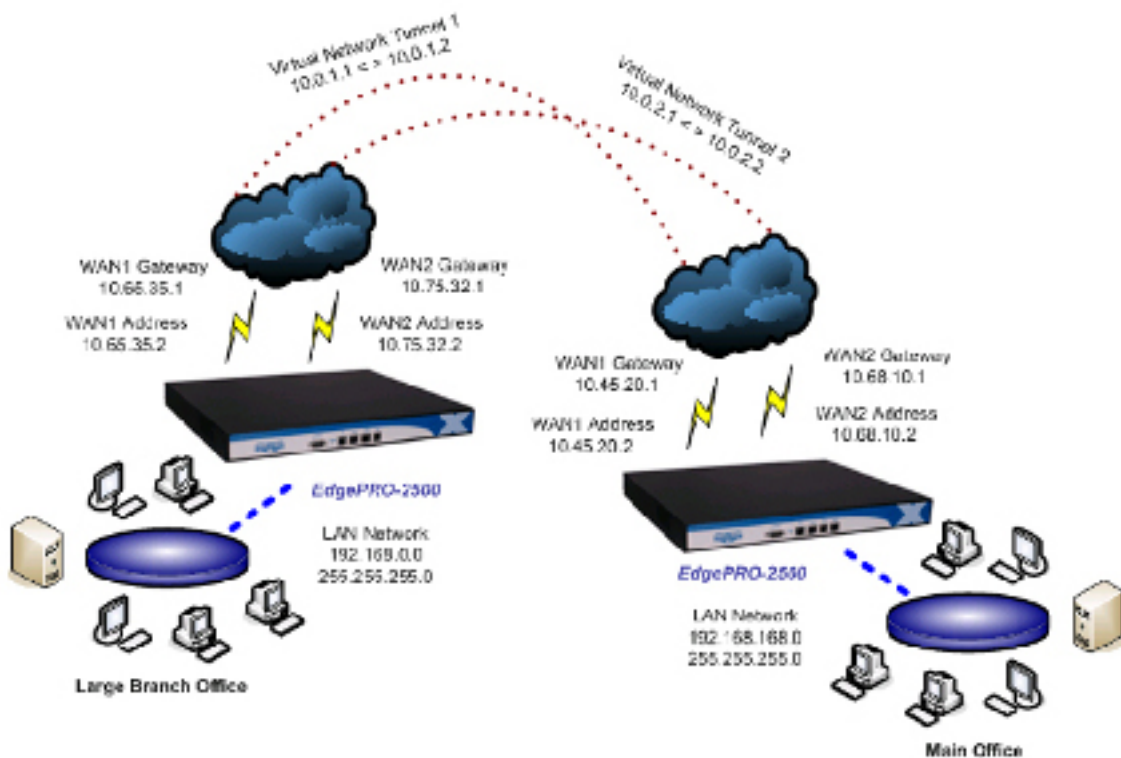 Virtual Network Tunnel 1
10.0.1.1 < > 10.0.1.2
Virtual Network Tunnel 2
10.0.2.1 < > 10.0.2.2
WAN1 Gateway
10.65.35.1
WAN2 Gateway
10.75.32.1
WAN1 Address
10.65.35.2
WAN2 Address
10.75.32.2
WAN1 Gateway
10.45.20.1
WAN2 Gateway
10.68.10.1
WAN1 Address
10.45.20.2
WAN2 Address
10.68.10.2
EdgePRO-2500
LAN Network
192.168.0.0
255.255.255.0
EdgePRO-2500
LAN Network
192.168.168.0
255.255.255.0
Large Branch Office
Main Office